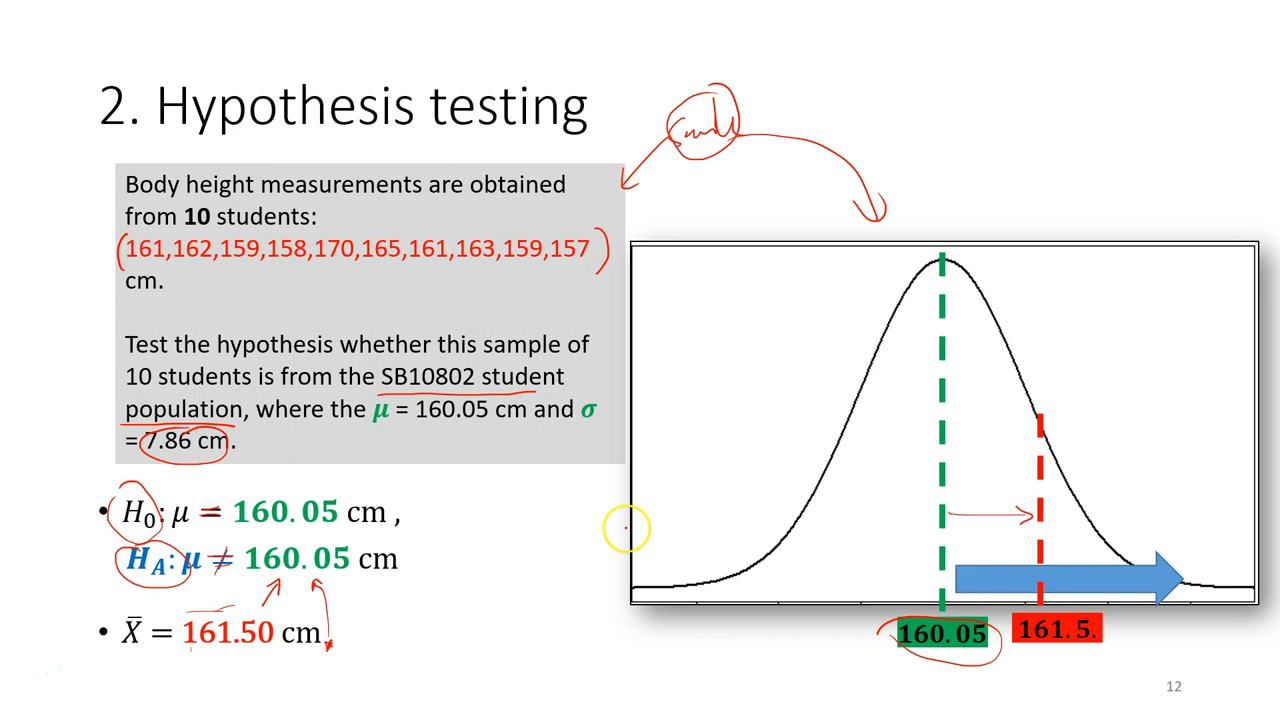 2. Hypothesis testing
small
Body height measurements are obtained
from 10 students:
161,162,159,158,170,165,161,163,159,157
cm.
Test the hypothesis whether this sample of
10 students is from the SB10802 student
population, where the μ = 160.05 cm and σ
= 7.86 cm.
• H₀: μ = 160.05 cm ,
H_A: μ ≠ 160.05 cm
• X̄ = 161.50 cm
160.05
161.5.
12